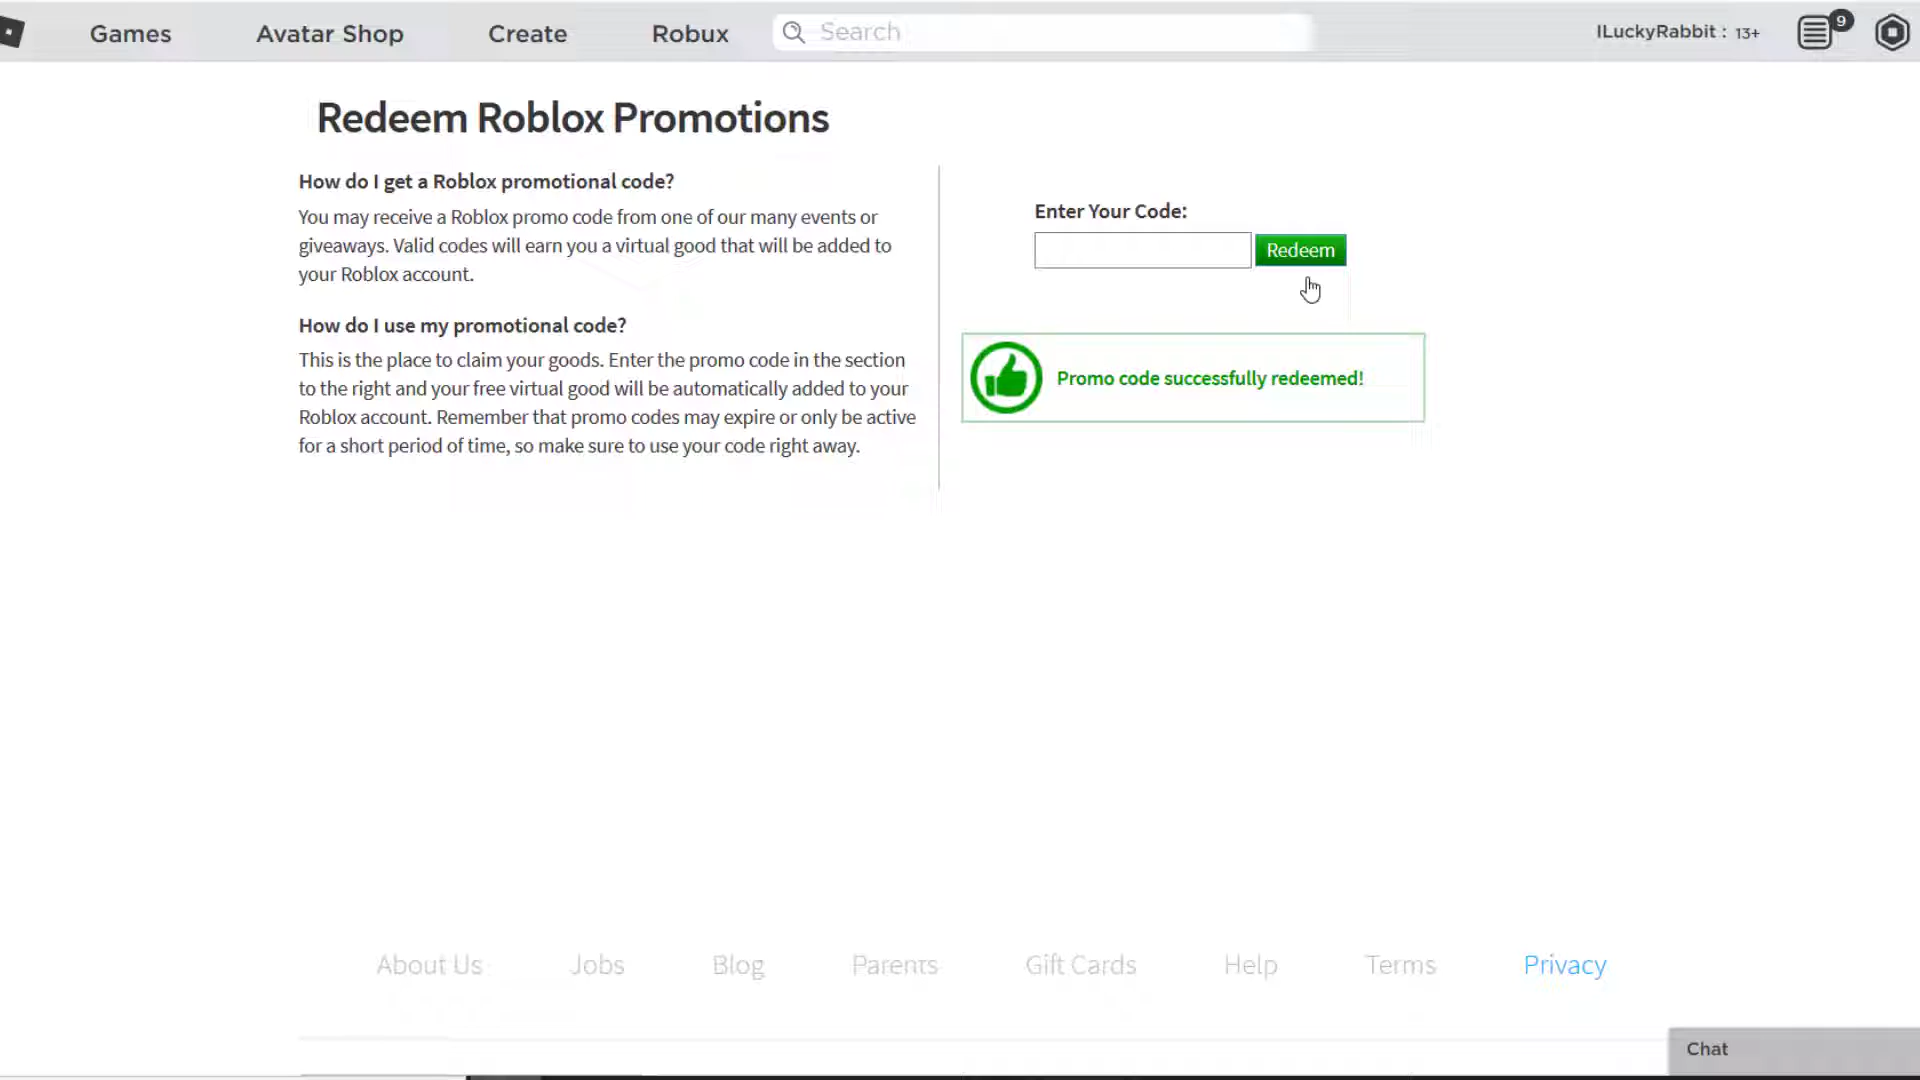 Games Avatar Shop Create Robux Search ILuckyRabbit : 13+ 9
Redeem Roblox Promotions
How do I get a Roblox promotional code?
You may receive a Roblox promo code from one of our many events or
giveaways. Valid codes will earn you a virtual good that will be added to
your Roblox account.
How do I use my promotional code?
This is the place to claim your goods. Enter the promo code in the section
to the right and your free virtual good will be automatically added to your
Roblox account. Remember that promo codes may expire or only be active
for a short period of time, so make sure to use your code right away.
Enter Your Code:
Redeem
Promo code successfully redeemed!
About Us Jobs Blog Parents Gift Cards Help Terms Privacy
Chat